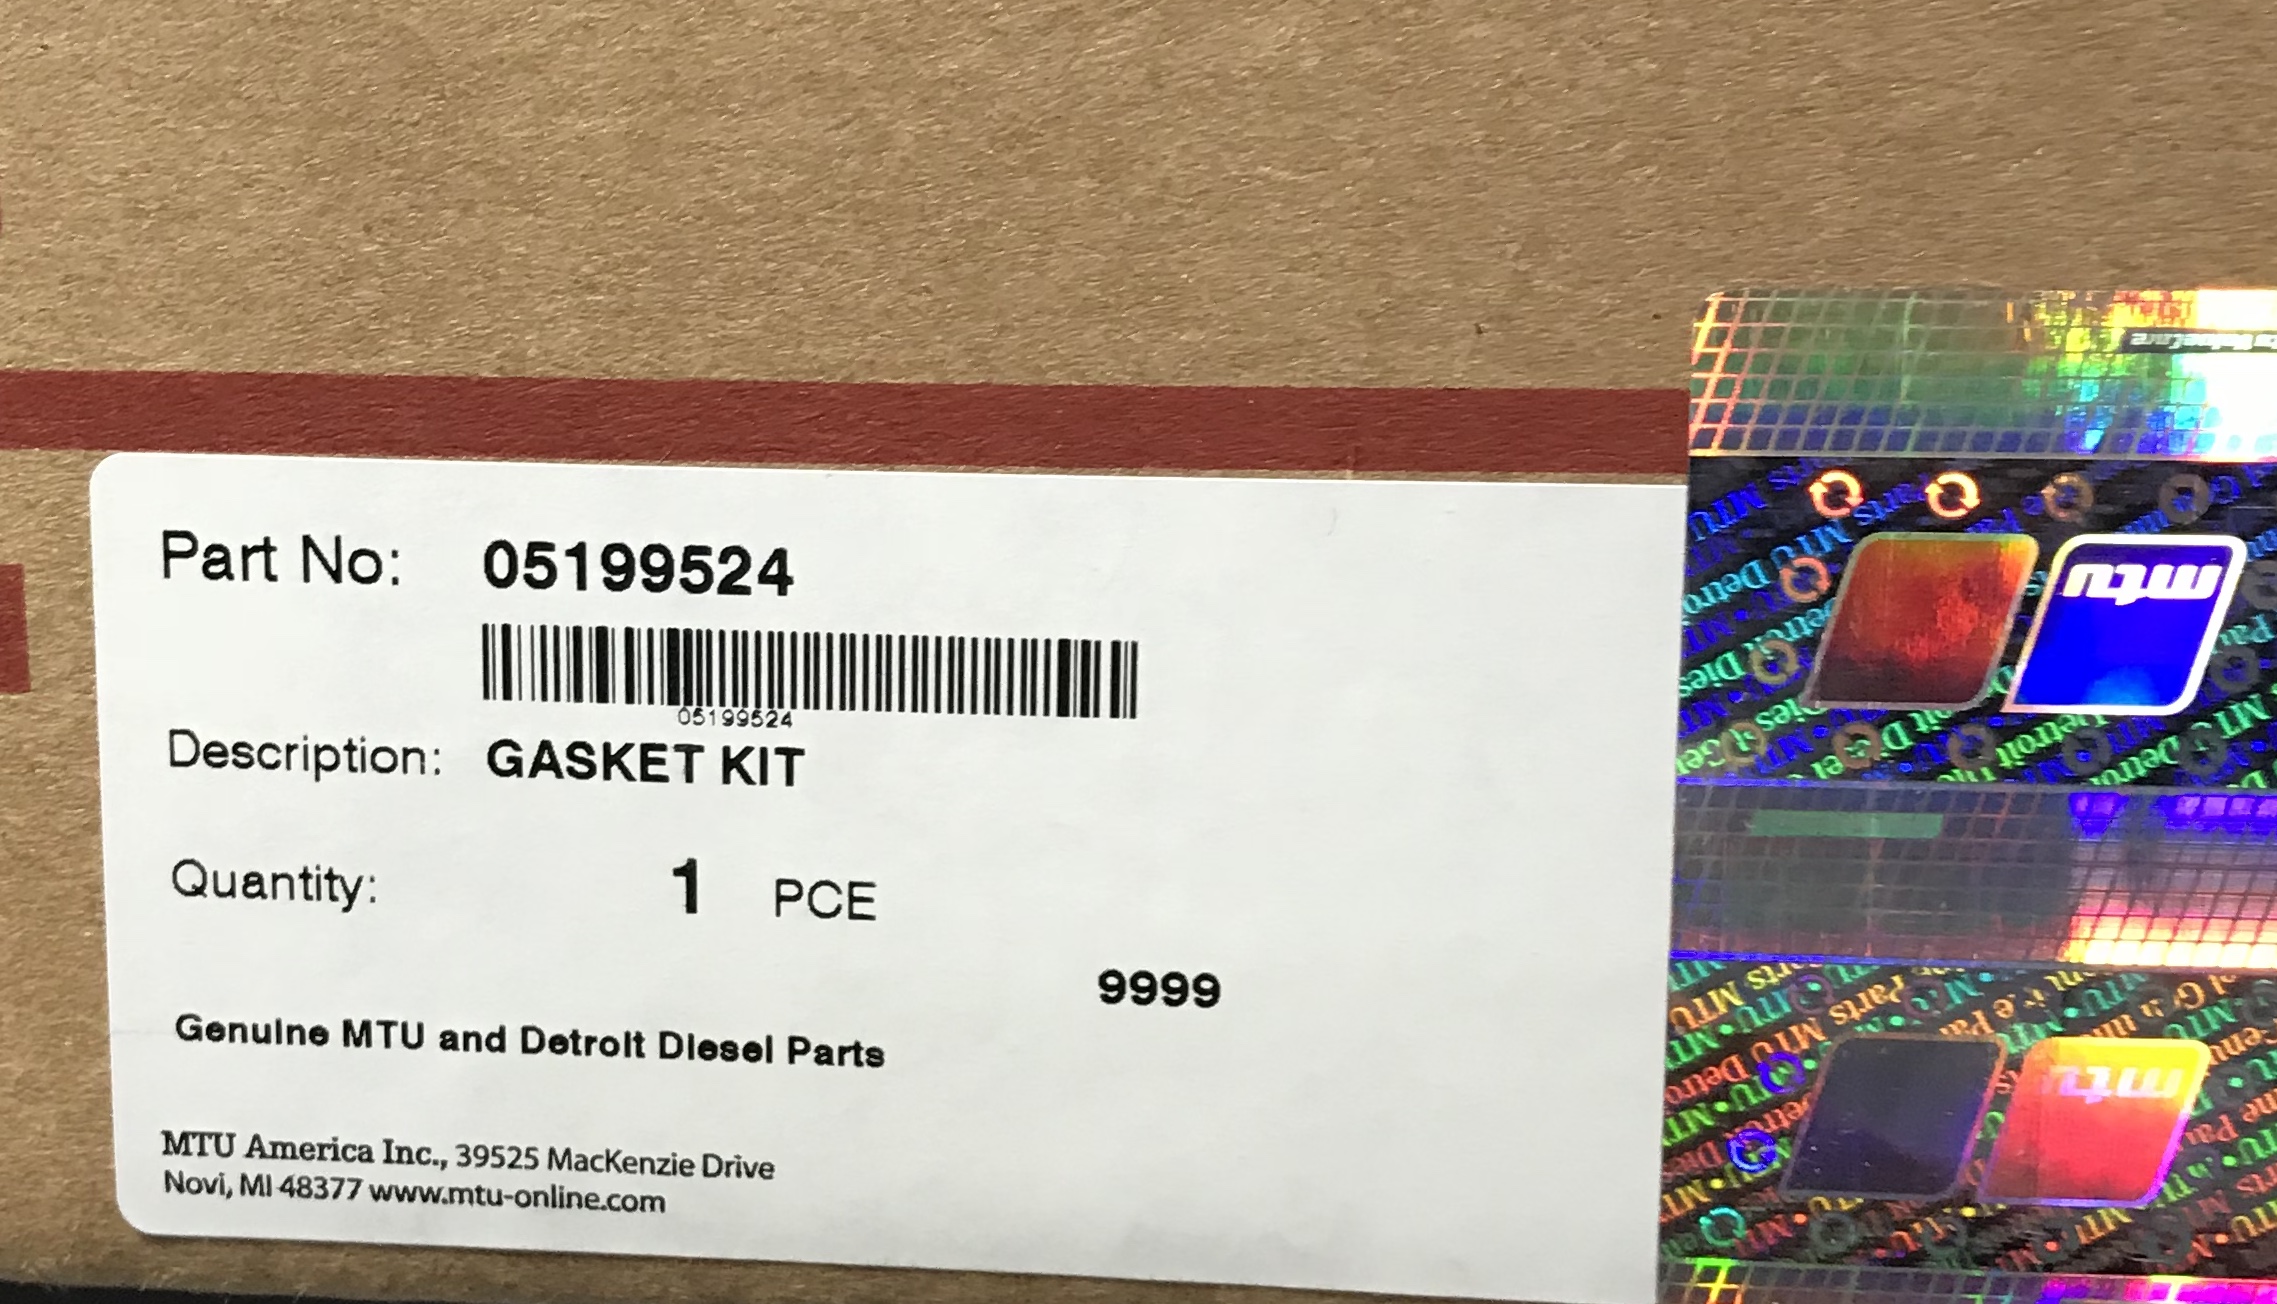 Part No: 05199524
05199524
Description: GASKET KIT
Quantity: 1 PCE
9999
Genuine MTU and Detroit Diesel Parts
MTU America Inc., 39525 MacKenzie Drive
Novi, MI 48377 www.mtu-online.com
mtu
mtu